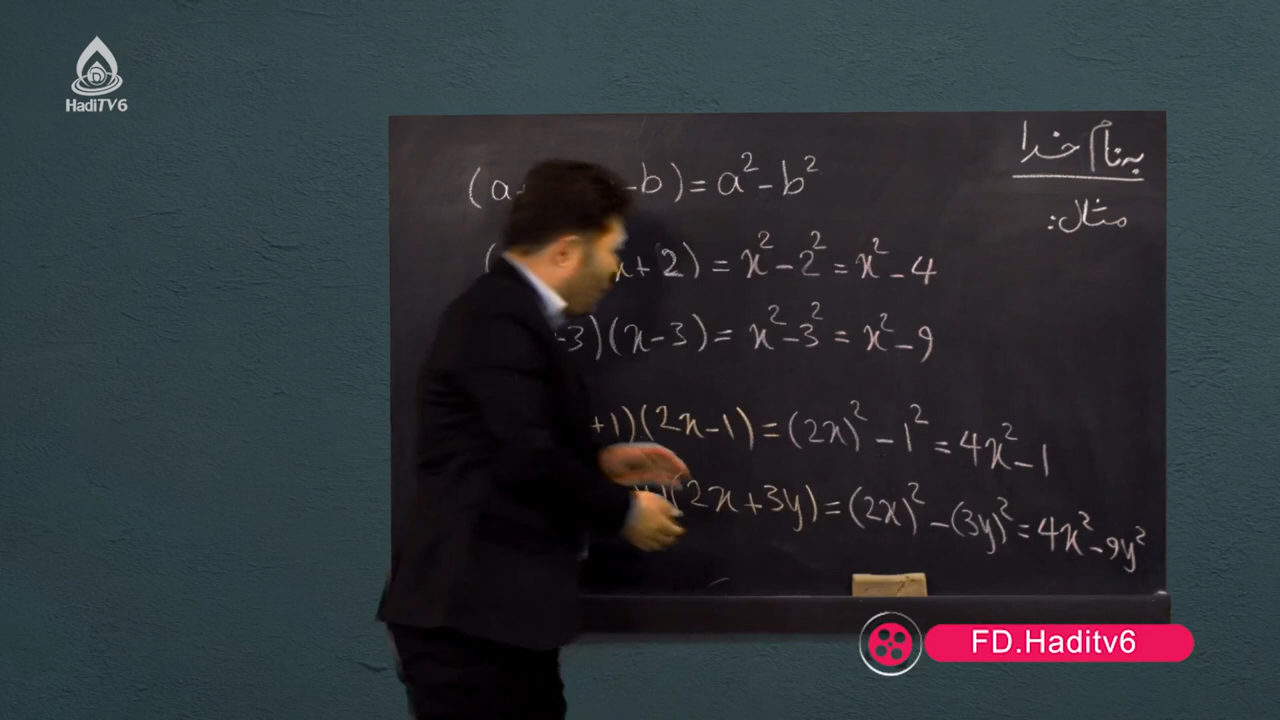 HadiTV6
به نام خدا
مثال:
(a -b)=a²-b²
x+2)=x²-2²=x²-4
-3)(x-3)=x²-3²=x²-9
+1)(2x-1)=(2x)²-1²=4x²-1
(2x+3y)=(2x)²-(3y)²=4x²-9y²
FD.Haditv6